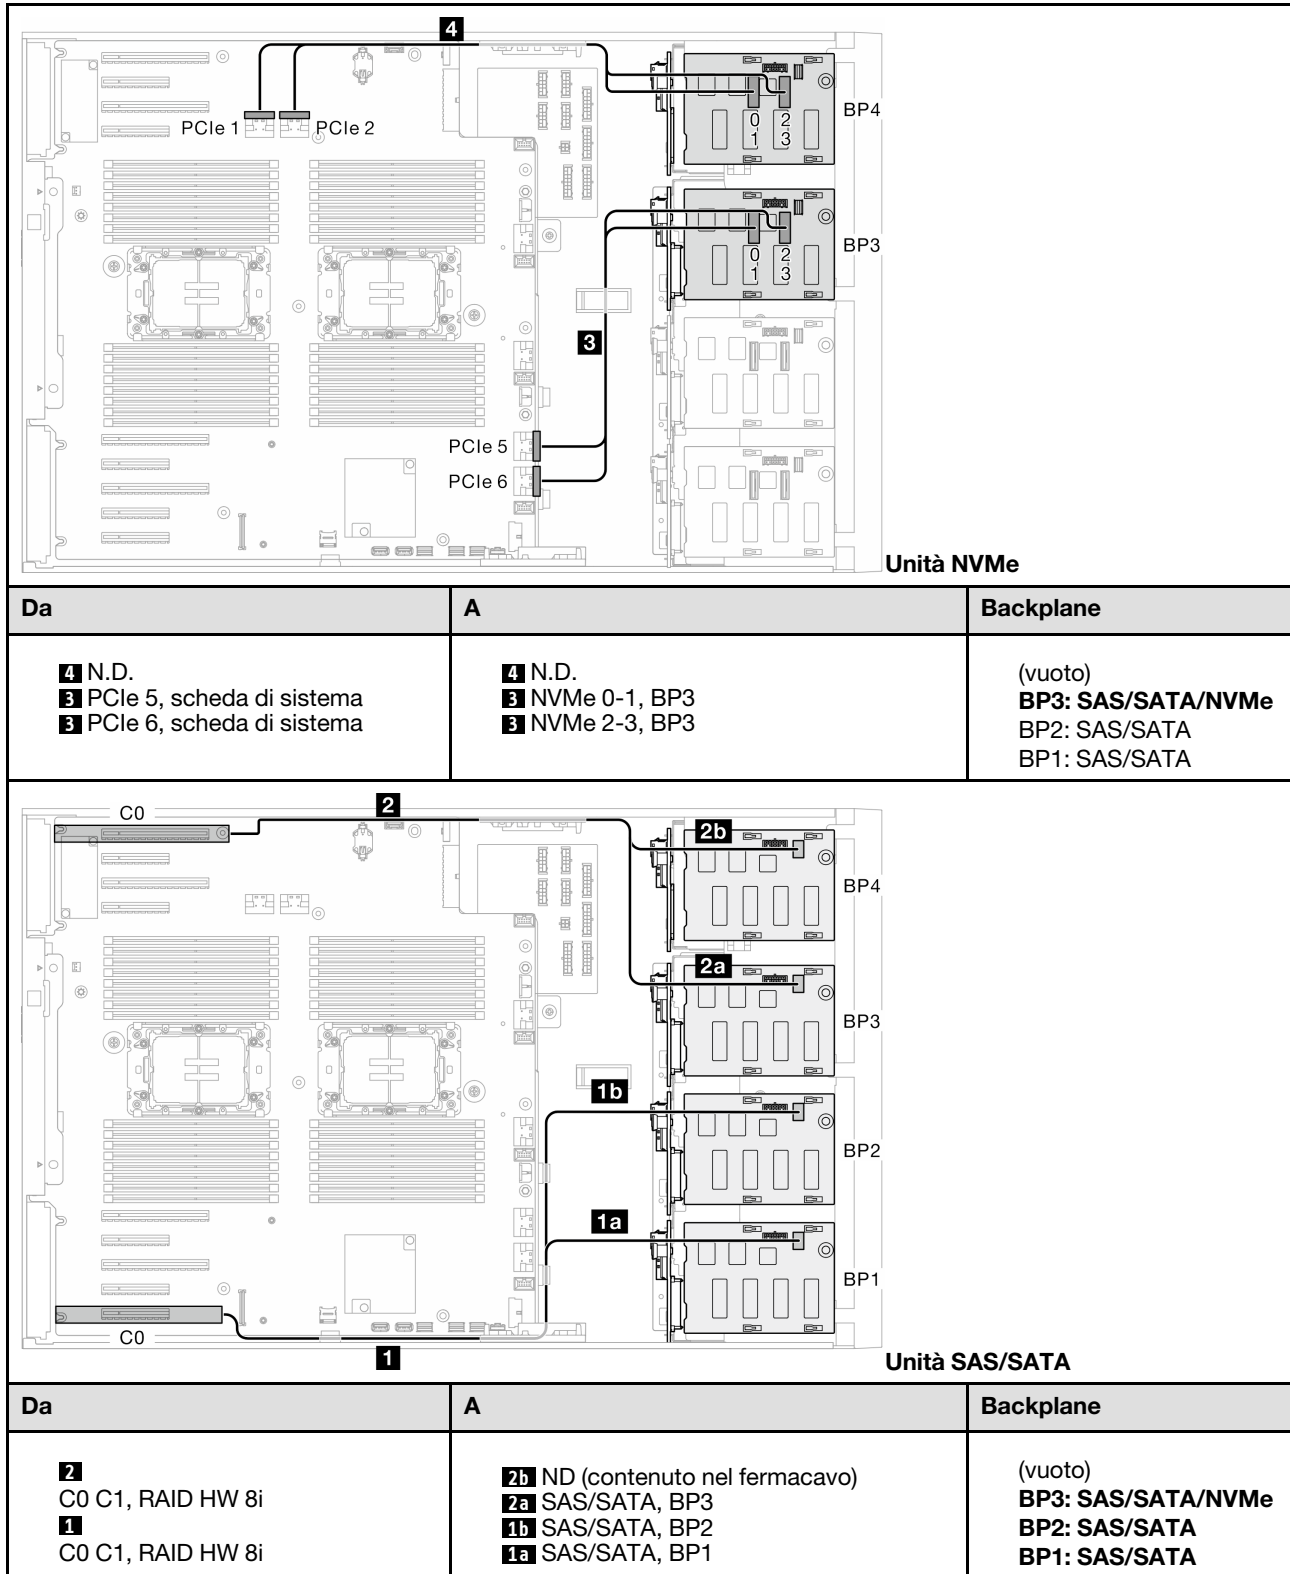 4
PCIe 1
PCIe 2
0
1
2
3
BP4
0
1
2
3
BP3
3
PCIe 5
PCIe 6
Unità NVMe
Da A Backplane
4 N.D.
3 PCIe 5, scheda di sistema
3 PCIe 6, scheda di sistema
4 N.D.
3 NVMe 0-1, BP3
3 NVMe 2-3, BP3
(vuoto)
BP3: SAS/SATA/NVMe
BP2: SAS/SATA
BP1: SAS/SATA
C0
2
2b
BP4
2a
BP3
1b
BP2
1a
BP1
C0
1
Unità SAS/SATA
Da A Backplane
2
C0 C1, RAID HW 8i
1
C0 C1, RAID HW 8i
2b ND (contenuto nel fermacavo)
2a SAS/SATA, BP3
1b SAS/SATA, BP2
1a SAS/SATA, BP1
(vuoto)
BP3: SAS/SATA/NVMe
BP2: SAS/SATA
BP1: SAS/SATA